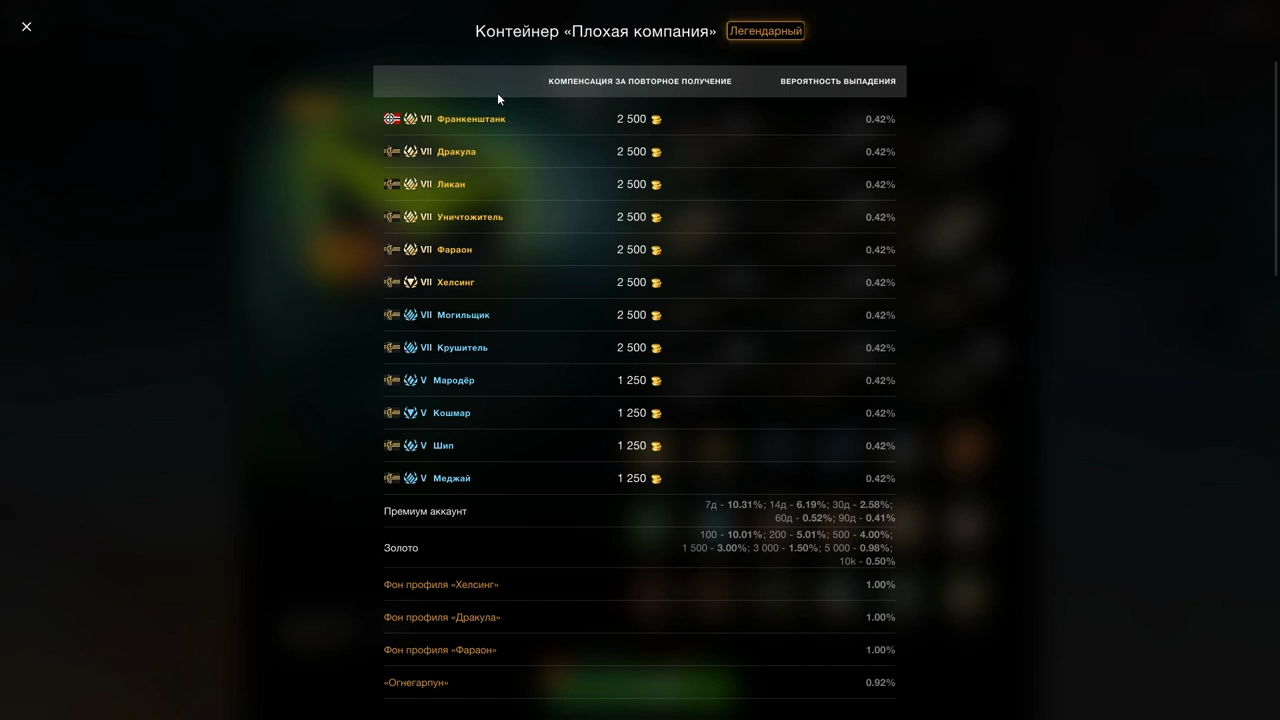 Контейнер «Плохая компания» Легендарный
КОМПЕНСАЦИЯ ЗА ПОВТОРНОЕ ПОЛУЧЕНИЕ ВЕРОЯТНОСТЬ ВЫПАДЕНИЯ
VII Франкенштанк 2 500 0.42%
VII Дракула 2 500 0.42%
VII Ликан 2 500 0.42%
VII Уничтожитель 2 500 0.42%
VII Фараон 2 500 0.42%
VII Хелсинг 2 500 0.42%
VII Могильщик 2 500 0.42%
VII Крушитель 2 500 0.42%
V Мародёр 1 250 0.42%
V Кошмар 1 250 0.42%
V Шип 1 250 0.42%
V Меджай 1 250 0.42%
Премиум аккаунт
7д - 10.31%; 14д - 6.19%; 30д - 2.58%;
60д - 0.52%; 90д - 0.41%
Золото
100 - 10.01%; 200 - 5.01%; 500 - 4.00%;
1 500 - 3.00%; 3 000 - 1.50%; 5 000 - 0.98%;
10k - 0.50%
Фон профиля «Хелсинг» 1.00%
Фон профиля «Дракула» 1.00%
Фон профиля «Фараон» 1.00%
«Огнегарпун» 0.92%